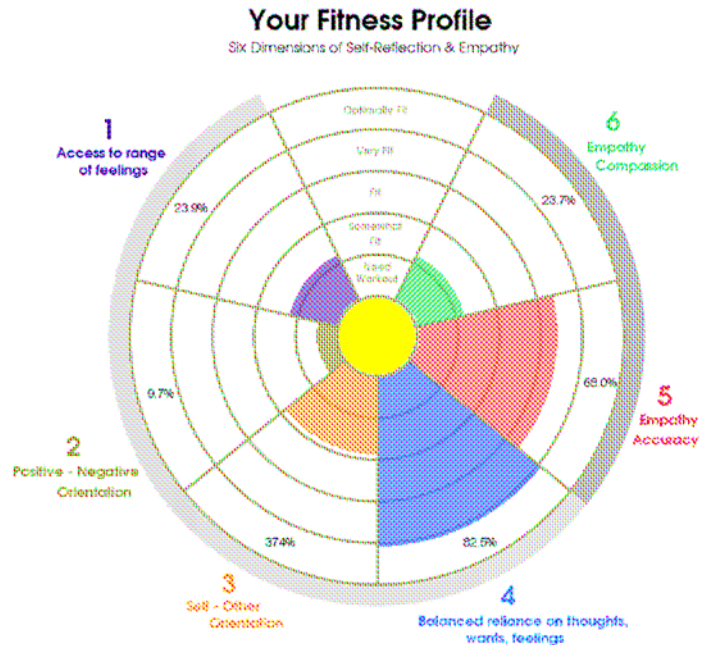 Your Fitness Profile
Six Dimensions of Self-Reflection & Empathy
Optimally Fit
Very Fit
Fit
Somewhat
Fit
Need
Workout
1
Access to range
of feelings
23.9%
9.7%
2
Positive - Negative
Orientation
3
Self - Other
Orientation
374%
82.5%
4
Balanced reliance on thoughts,
wants, feelings
68.0%
5
Empathy
Accuracy
6
Empathy
Compassion
23.7%